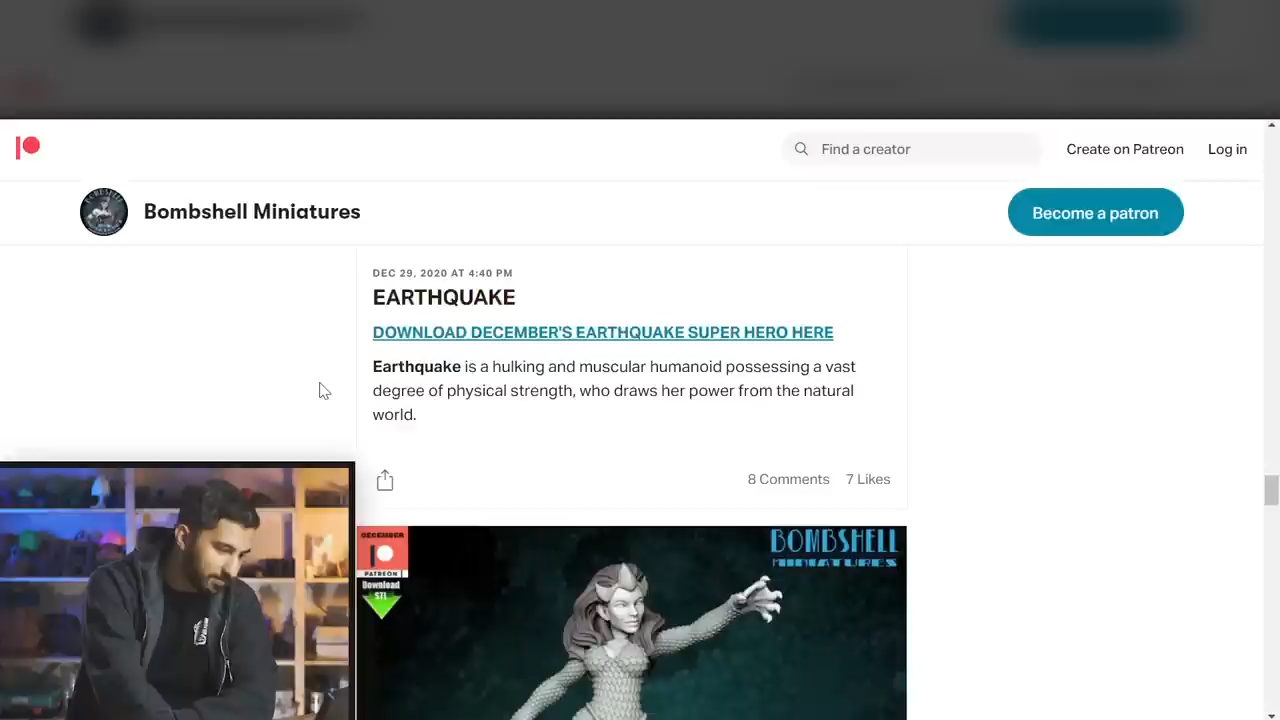 Find a creator
Create on Patreon
Log in
Bombshell Miniatures
Become a patron
DEC 29, 2020 AT 4:40 PM
EARTHQUAKE
DOWNLOAD DECEMBER'S EARTHQUAKE SUPER HERO HERE
Earthquake is a hulking and muscular humanoid possessing a vast
degree of physical strength, who draws her power from the natural
world.
8 Comments
7 Likes
DECEMBER
PATREON
Download
STL
BOMBSHELL
MINIATURES